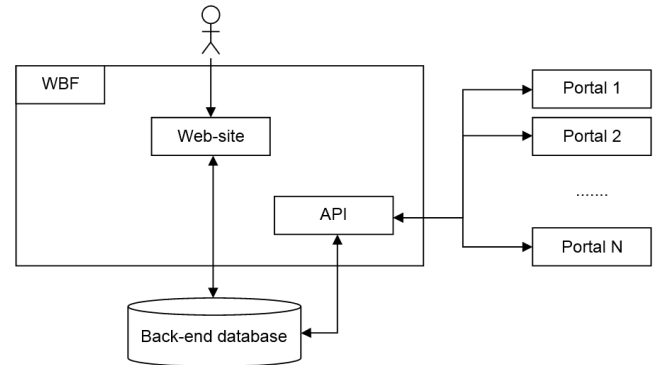 WBF
Portal 1
Web-site
Portal 2
.......
API
Portal N
Back-end database